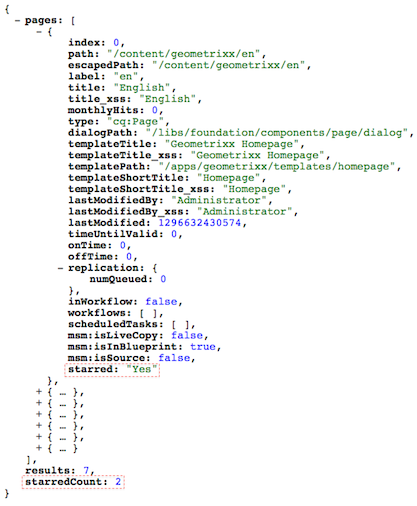 {
– pages: [
– {
index: 0,
path: "/content/geometrixx/en",
escapedPath: "/content/geometrixx/en",
label: "en",
title: "English",
title_xss: "English",
monthlyHits: 0,
type: "cq:Page",
dialogPath: "/libs/foundation/components/page/dialog",
templateTitle: "Geometrixx Homepage",
templateTitle_xss: "Geometrixx Homepage",
templatePath: "/apps/geometrixx/templates/homepage",
templateShortTitle: "Homepage",
templateShortTitle_xss: "Homepage",
lastModifiedBy: "Administrator",
lastModifiedBy_xss: "Administrator",
lastModified: 1296632430574,
timeUntilValid: 0,
onTime: 0,
offTime: 0,
– replication: {
numQueued: 0
},
inWorkflow: false,
workflows: [ ],
scheduledTasks: [ ],
msm:isLiveCopy: false,
msm:isInBlueprint: true,
msm:isSource: false,
starred: "Yes"
},
+ { … },
+ { … },
+ { … },
+ { … },
+ { … },
+ { … }
],
results: 7,
starredCount: 2
}